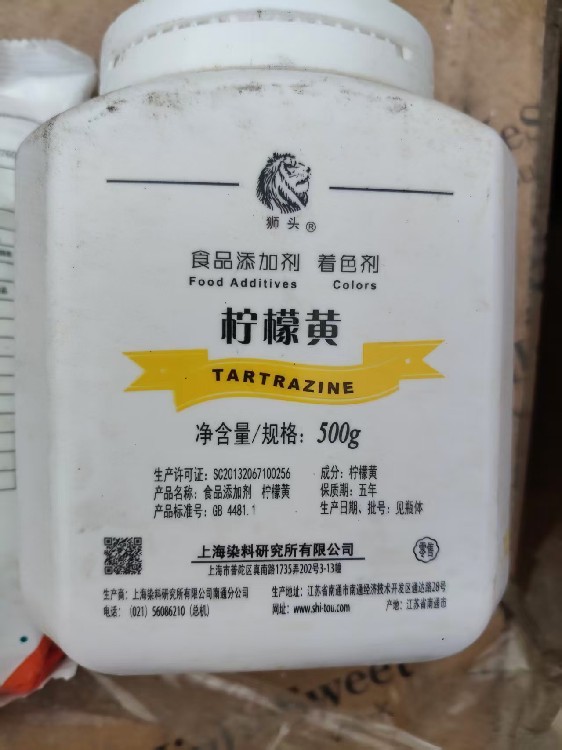 狮头®
食品添加剂 着色剂
Food Additives Colors
柠檬黄
TARTRAZINE
净含量/规格：500g
生产许可证：SC20132067100256 成分：柠檬黄
产品名称：食品添加剂 柠檬黄 保质期：五年
产品标准号：GB 4481.1 生产日期、批号：见瓶体
上海染料研究所有限公司
零售
上海市普陀区真南路1735弄202号3-13幢
生产商：上海染料研究所有限公司南通分公司 生产地址：江苏省南通市南通经济技术开发区通达路28号
电话：（021）56086210（总机） 网址：www.shi-tou.com 产地：江苏省南通市
Sweet